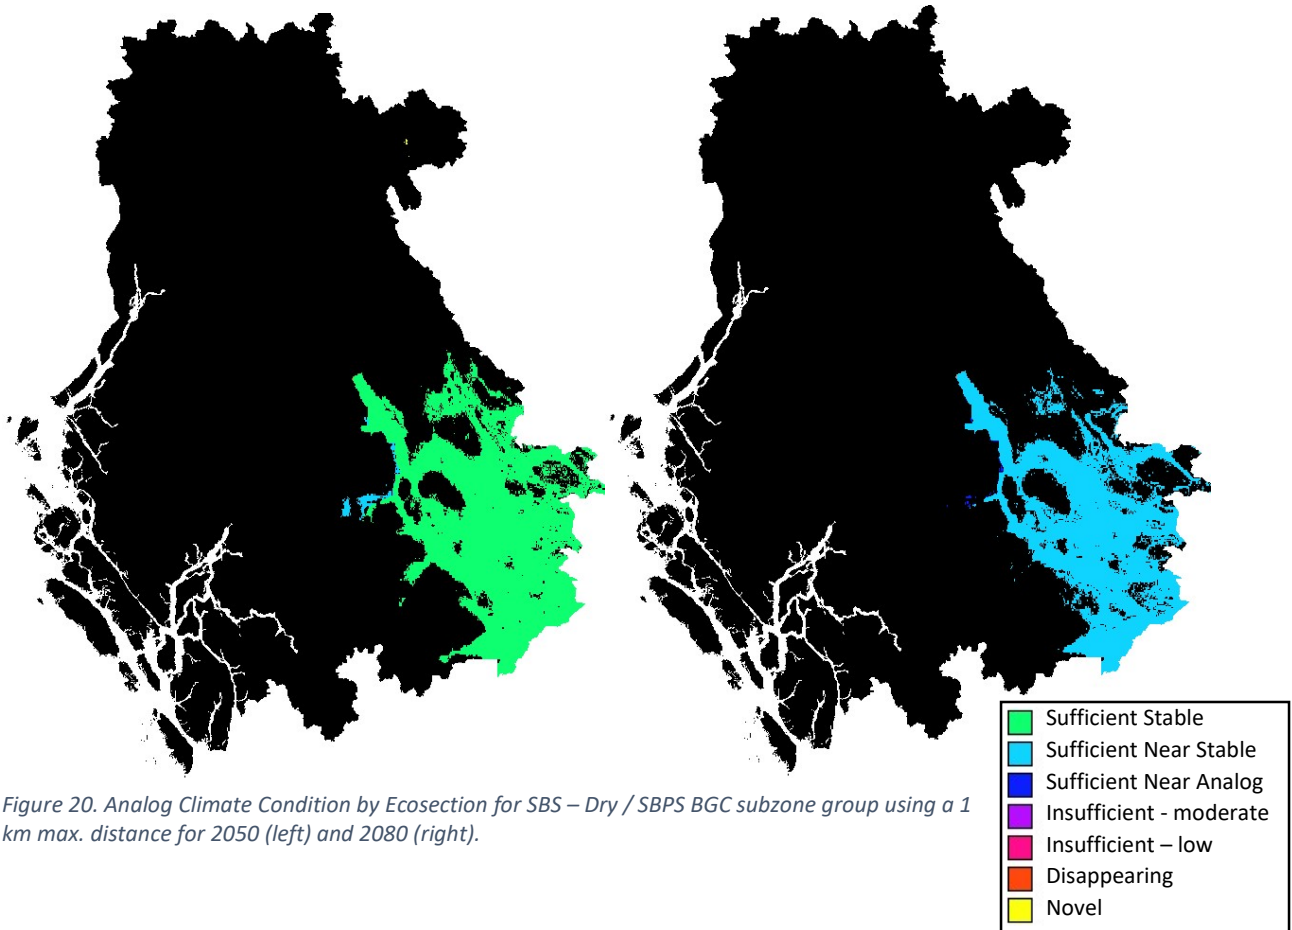 Sufficient Stable
Sufficient Near Stable
Sufficient Near Analog
Insufficient - moderate
Insufficient – low
Disappearing
Novel
Figure 20. Analog Climate Condition by Ecosection for SBS – Dry / SBPS BGC subzone group using a 1
km max. distance for 2050 (left) and 2080 (right).